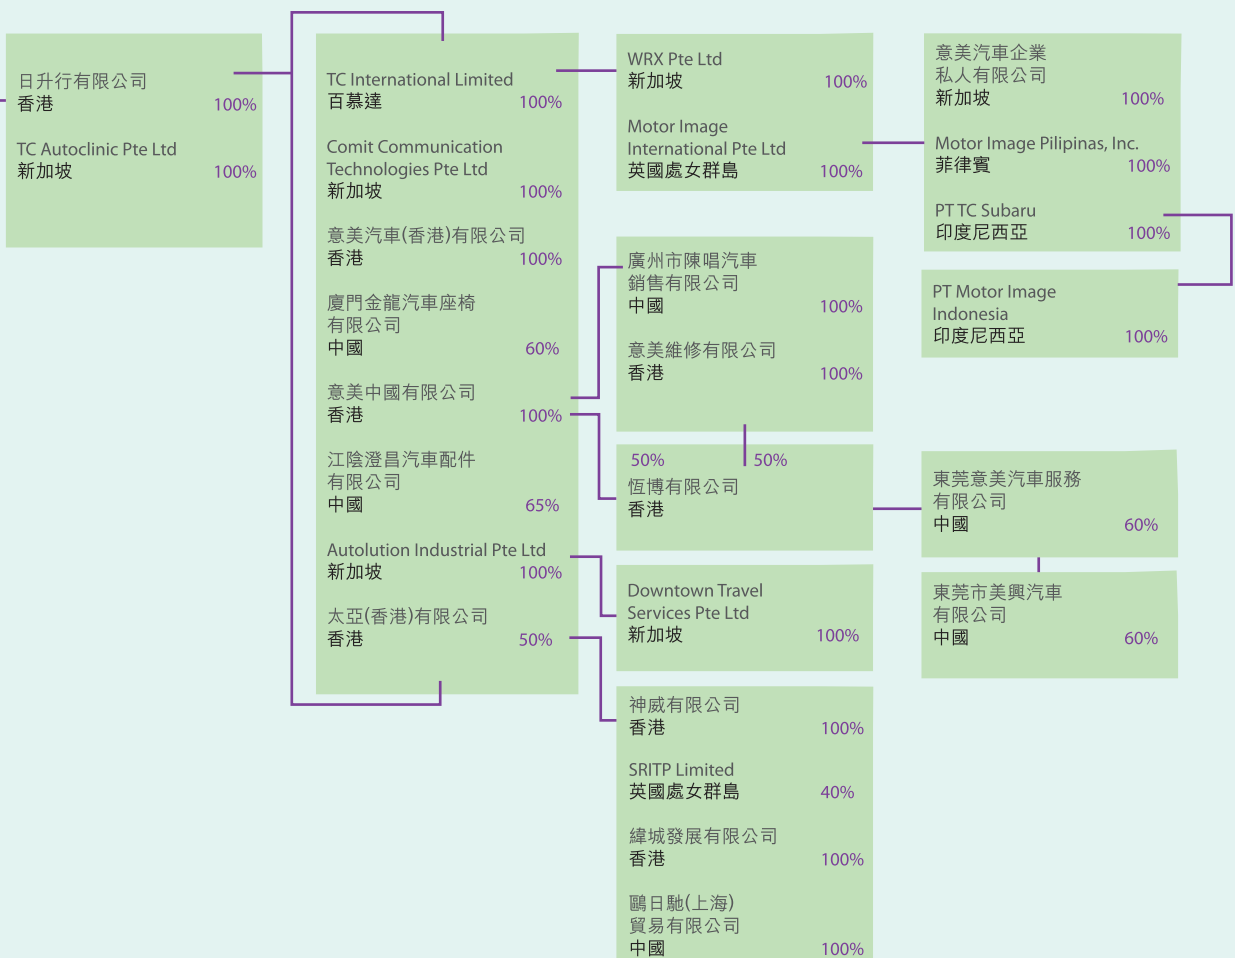 日升行有限公司
香港 100%
TC Autoclinic Pte Ltd
新加坡 100%
TC International Limited
百慕達 100%
Comit Communication
Technologies Pte Ltd
新加坡 100%
意美汽車(香港)有限公司
香港 100%
廈門金龍汽車座椅
有限公司
中國 60%
意美中國有限公司
香港 100%
江陰澄昌汽車配件
有限公司
中國 65%
Autolution Industrial Pte Ltd
新加坡 100%
太亞(香港)有限公司
香港 50%
WRX Pte Ltd
新加坡 100%
Motor Image
International Pte Ltd
英國處女群島 100%
廣州市陳唱汽車
銷售有限公司
中國 100%
意美維修有限公司
香港 100%
50% 50%
恆博有限公司
香港
Downtown Travel
Services Pte Ltd
新加坡 100%
神威有限公司
香港 100%
SRITP Limited
英國處女群島 40%
緯城發展有限公司
香港 100%
鷗日馳(上海)
貿易有限公司
中國 100%
意美汽車企業
私人有限公司
新加坡 100%
Motor Image Pilipinas, Inc.
菲律賓 100%
PT TC Subaru
印度尼西亞 100%
PT Motor Image
Indonesia
印度尼西亞 100%
東莞意美汽車服務
有限公司
中國 60%
東莞市美興汽車
有限公司
中國 60%